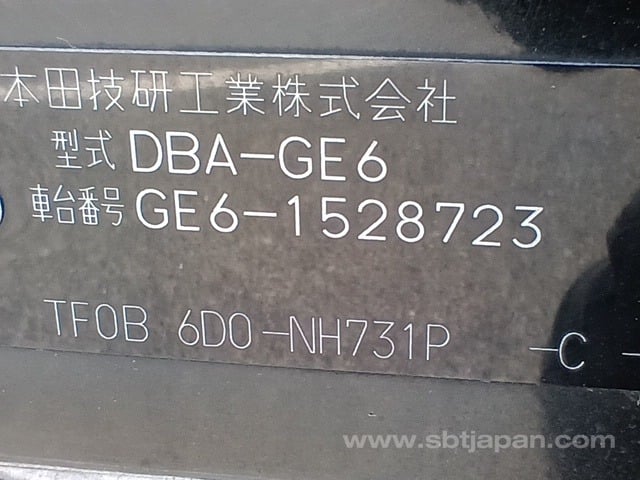 本田技研工業株式会社
型式 DBA-GE6
車台番号 GE6-1528723
TF0B 6D0-NH731P -C -
www.sbtjapan.com